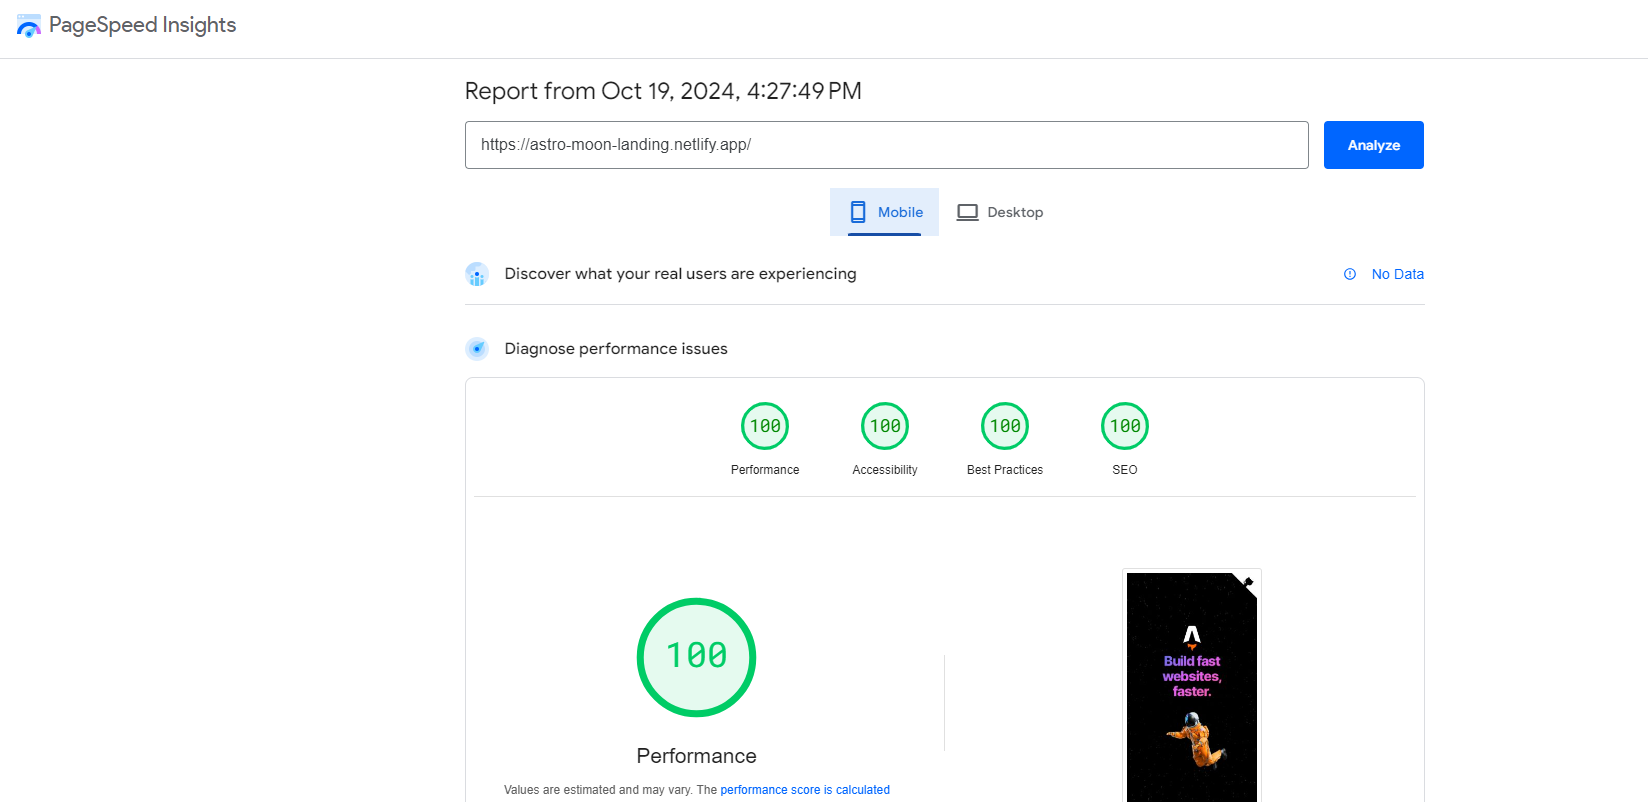 PageSpeed Insights
Report from Oct 19, 2024, 4:27:49 PM
https://astro-moon-landing.netlify.app/
Analyze
Mobile
Desktop
Discover what your real users are experiencing
No Data
Diagnose performance issues
100
100
100
100
Performance
Accessibility
Best Practices
SEO
100
Build fast
websites,
faster.
Performance
Values are estimated and may vary. The performance score is calculated